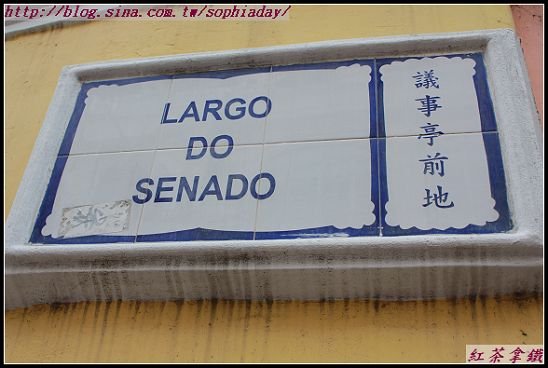 http://blog.sina.com.tw/sophiaday/
LARGO
DO
SENADO
議事亭前地
紅茶拿鐵